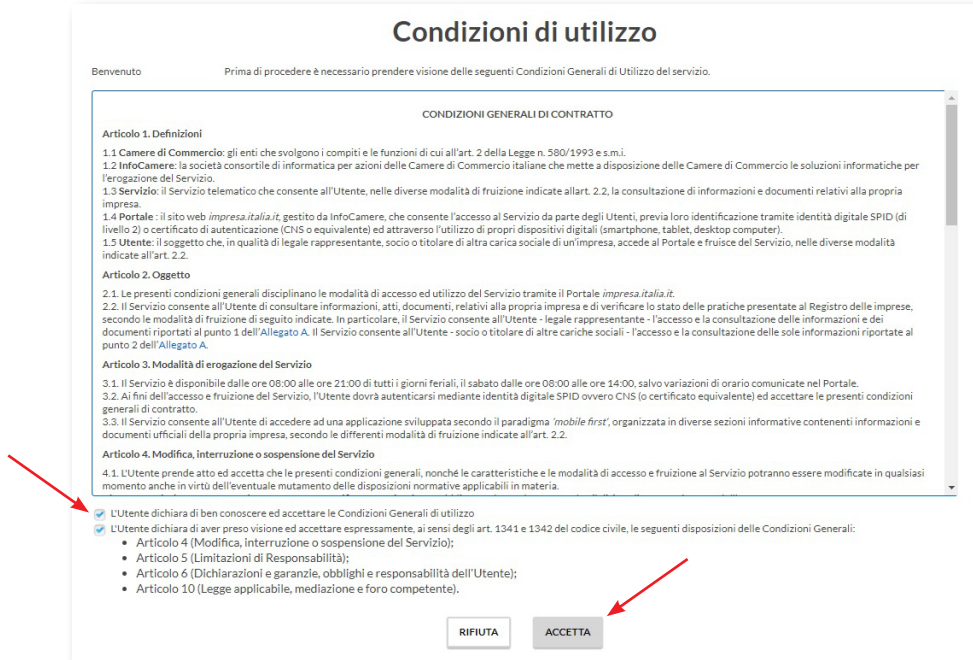 Condizioni di utilizzo
Benvenuto Prima di procedere è necessario prendere visione delle seguenti Condizioni Generali di Utilizzo del servizio.
CONDIZIONI GENERALI DI CONTRATTO
Articolo 1. Definizioni
1.1 Camere di Commercio: gli enti che svolgono i compiti e le funzioni di cui all'art. 2 della Legge n. 580/1993 e s.m.i.
1.2 InfoCamere: la società consortile di informatica per azioni delle Camere di Commercio italiane che mette a disposizione delle Camere di Commercio le soluzioni informatiche per
l'erogazione del Servizio.
1.3 Servizio: il Servizio telematico che consente all'Utente, nelle diverse modalità di fruizione indicate allart. 2.2, la consultazione di informazioni e documenti relativi alla propria
impresa.
1.4 Portale : il sito web impresa.italia.it, gestito da InfoCamere, che consente l'accesso al Servizio da parte degli Utenti, previa loro identificazione tramite identità digitale SPID (di
livello 2) o certificato di autenticazione (CNS o equivalente) ed attraverso l'utilizzo di propri dispositivi digitali (smartphone, tablet, desktop computer).
1.5 Utente: il soggetto che, in qualità di legale rappresentante, socio o titolare di altra carica sociale di un'impresa, accede al Portale e fruisce del Servizio, nelle diverse modalità
indicate all'art. 2.2.
Articolo 2. Oggetto
2.1. Le presenti condizioni generali disciplinano le modalità di accesso ed utilizzo del Servizio tramite il Portale impresa.italia.it.
2.2. Il Servizio consente all'Utente di consultare informazioni, atti, documenti, relativi alla propria impresa e di verificare lo stato delle pratiche presentate al Registro delle imprese,
secondo le modalità di fruizione di seguito indicate. In particolare, il Servizio consente all'Utente - legale rappresentante - l'accesso e la consultazione delle informazioni e dei
documenti riportati al punto 1 dell'Allegato A. Il Servizio consente all'Utente - socio o titolare di altre cariche sociali - l'accesso e la consultazione delle sole informazioni riportate al
punto 2 dell'Allegato A.
Articolo 3. Modalità di erogazione del Servizio
3.1. Il Servizio è disponibile dalle ore 08:00 alle ore 21:00 di tutti i giorni feriali, il sabato dalle ore 08:00 alle ore 14:00, salvo variazioni di orario comunicate nel Portale.
3.2. Ai fini dell'accesso e fruizione del Servizio, l'Utente dovrà autenticarsi mediante identità digitale SPID ovvero CNS (o certificato equivalente) ed accettare le presenti condizioni
generali di contratto.
3.3. Il Servizio consente all'Utente di accedere ad una applicazione sviluppata secondo il paradigma 'mobile first', organizzata in diverse sezioni informative contenenti informazioni e
documenti ufficiali della propria impresa, secondo le differenti modalità di fruizione indicate all'art. 2.2.
Articolo 4. Modifica, interruzione o sospensione del Servizio
4.1. L'Utente prende atto ed accetta che le presenti condizioni generali, nonché le caratteristiche e le modalità di accesso e fruizione al Servizio potranno essere modificate in qualsiasi
momento anche in virtù dell'eventuale mutamento delle disposizioni normative applicabili in materia.
L'Utente dichiara di ben conoscere ed accettare le Condizioni Generali di utilizzo
L'Utente dichiara di aver preso visione ed accettare espressamente, ai sensi degli art. 1341 e 1342 del codice civile, le seguenti disposizioni delle Condizioni Generali:
• Articolo 4 (Modifica, interruzione o sospensione del Servizio);
• Articolo 5 (Limitazioni di Responsabilità);
• Articolo 6 (Dichiarazioni e garanzie, obblighi e responsabilità dell'Utente);
• Articolo 10 (Legge applicabile, mediazione e foro competente).
RIFIUTA ACCETTA